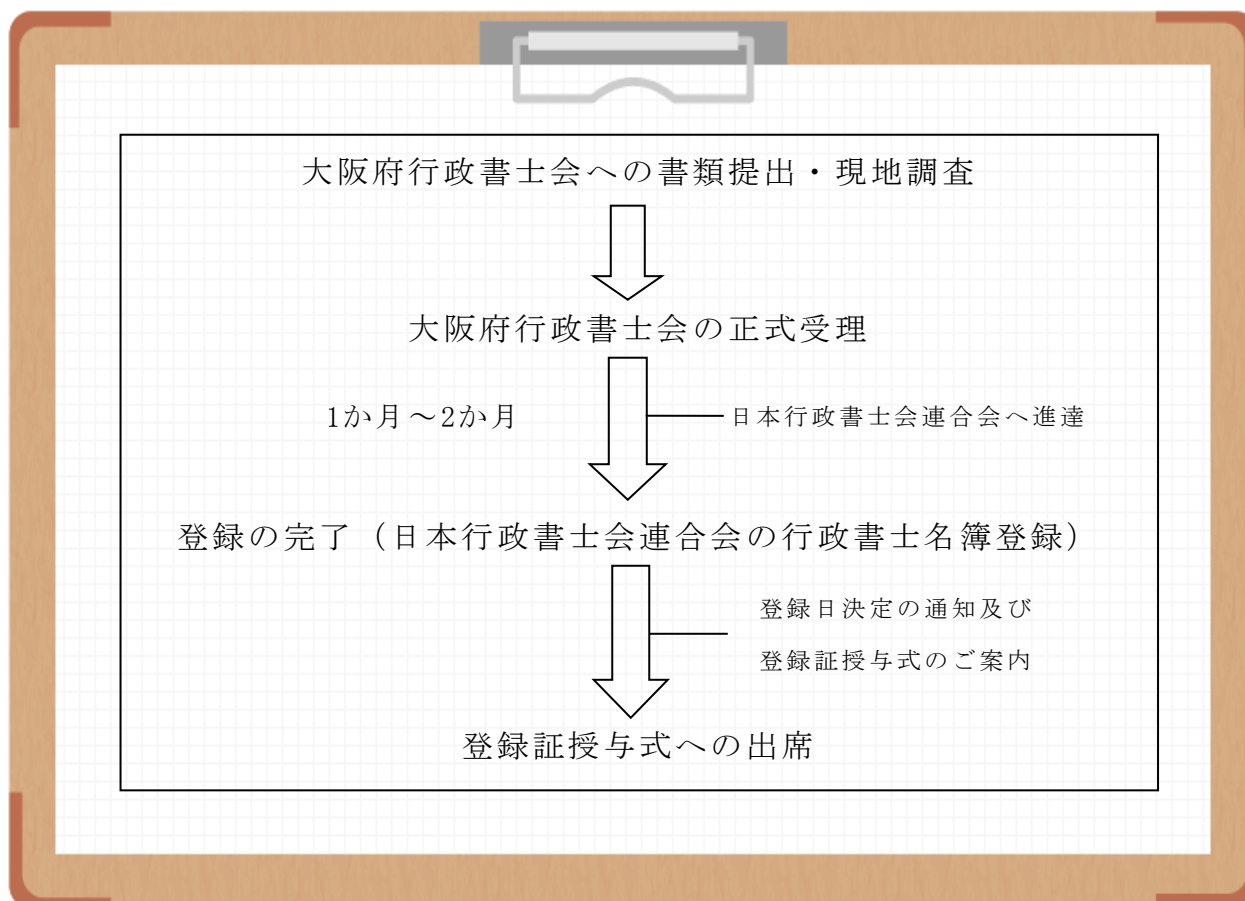 大阪府行政書士会への書類提出・現地調査
大阪府行政書士会の正式受理
1か月～2か月
日本行政書士会連合会へ進達
登録の完了（日本行政書士会連合会の行政書士名簿登録）
登録日決定の通知及び
登録証授与式のご案内
登録証授与式への出席